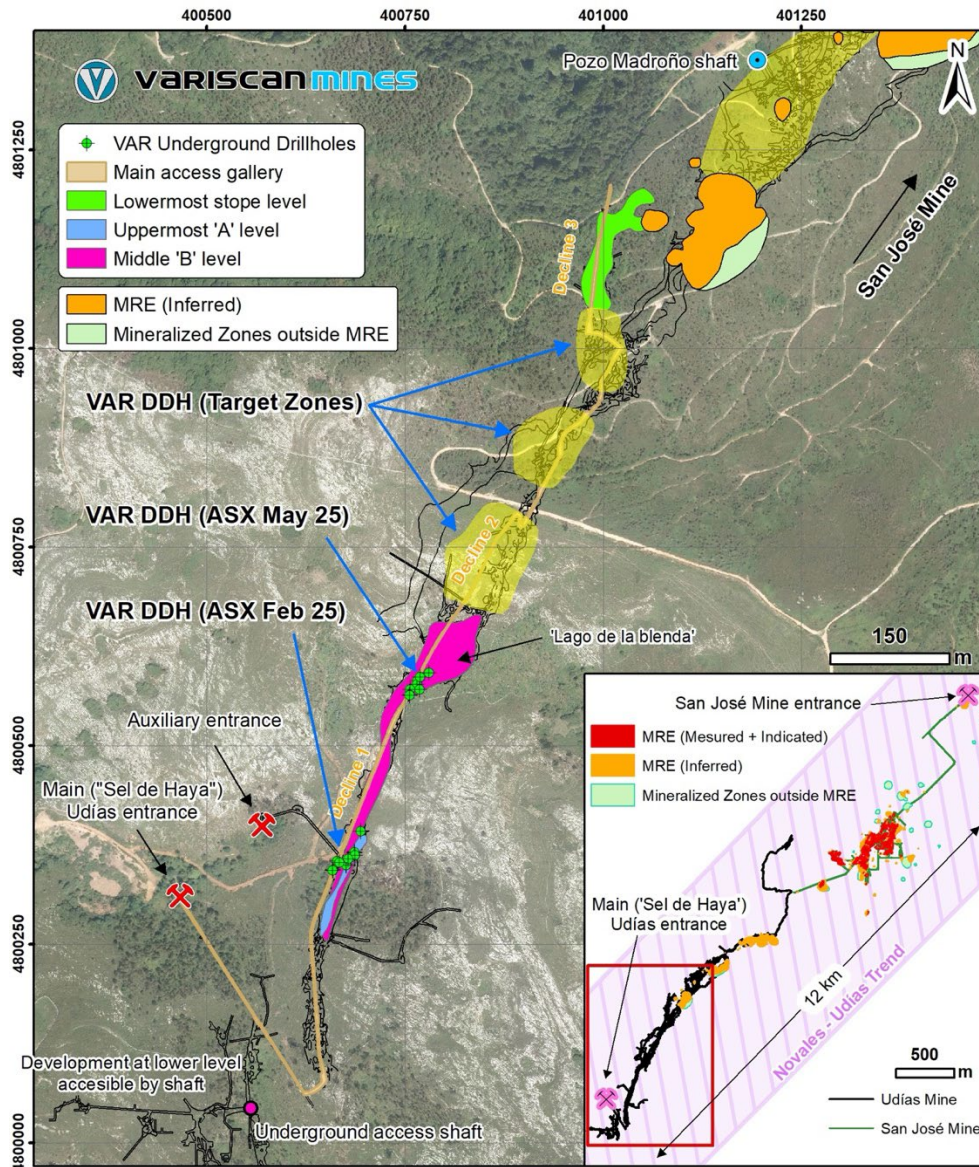 400500
400750
401000
401250
VARISCAN MINES
Pozo Madroño shaft
N
VAR Underground Drillholes
Main access gallery
Lowermost stope level
Uppermost 'A' level
Middle 'B' level
MRE (Inferred)
Mineralized Zones outside MRE
4801250
4801000
4800750
4800500
4800250
4800000
San José Mine
Decline 3
VAR DDH (Target Zones)
VAR DDH (ASX May 25)
Decline 2
VAR DDH (ASX Feb 25)
'Lago de la blenda'
150
m
Auxiliary entrance
Decline 1
Main ("Sel de Haya")
Udías entrance
Development at lower level
accesible by shaft
Underground access shaft
San José Mine entrance
MRE (Mesured + Indicated)
MRE (Inferred)
Mineralized Zones outside MRE
Main ('Sel de Haya')
Udías entrance
12 km
Novales - Udías Trend
500
m
Udías Mine
San José Mine